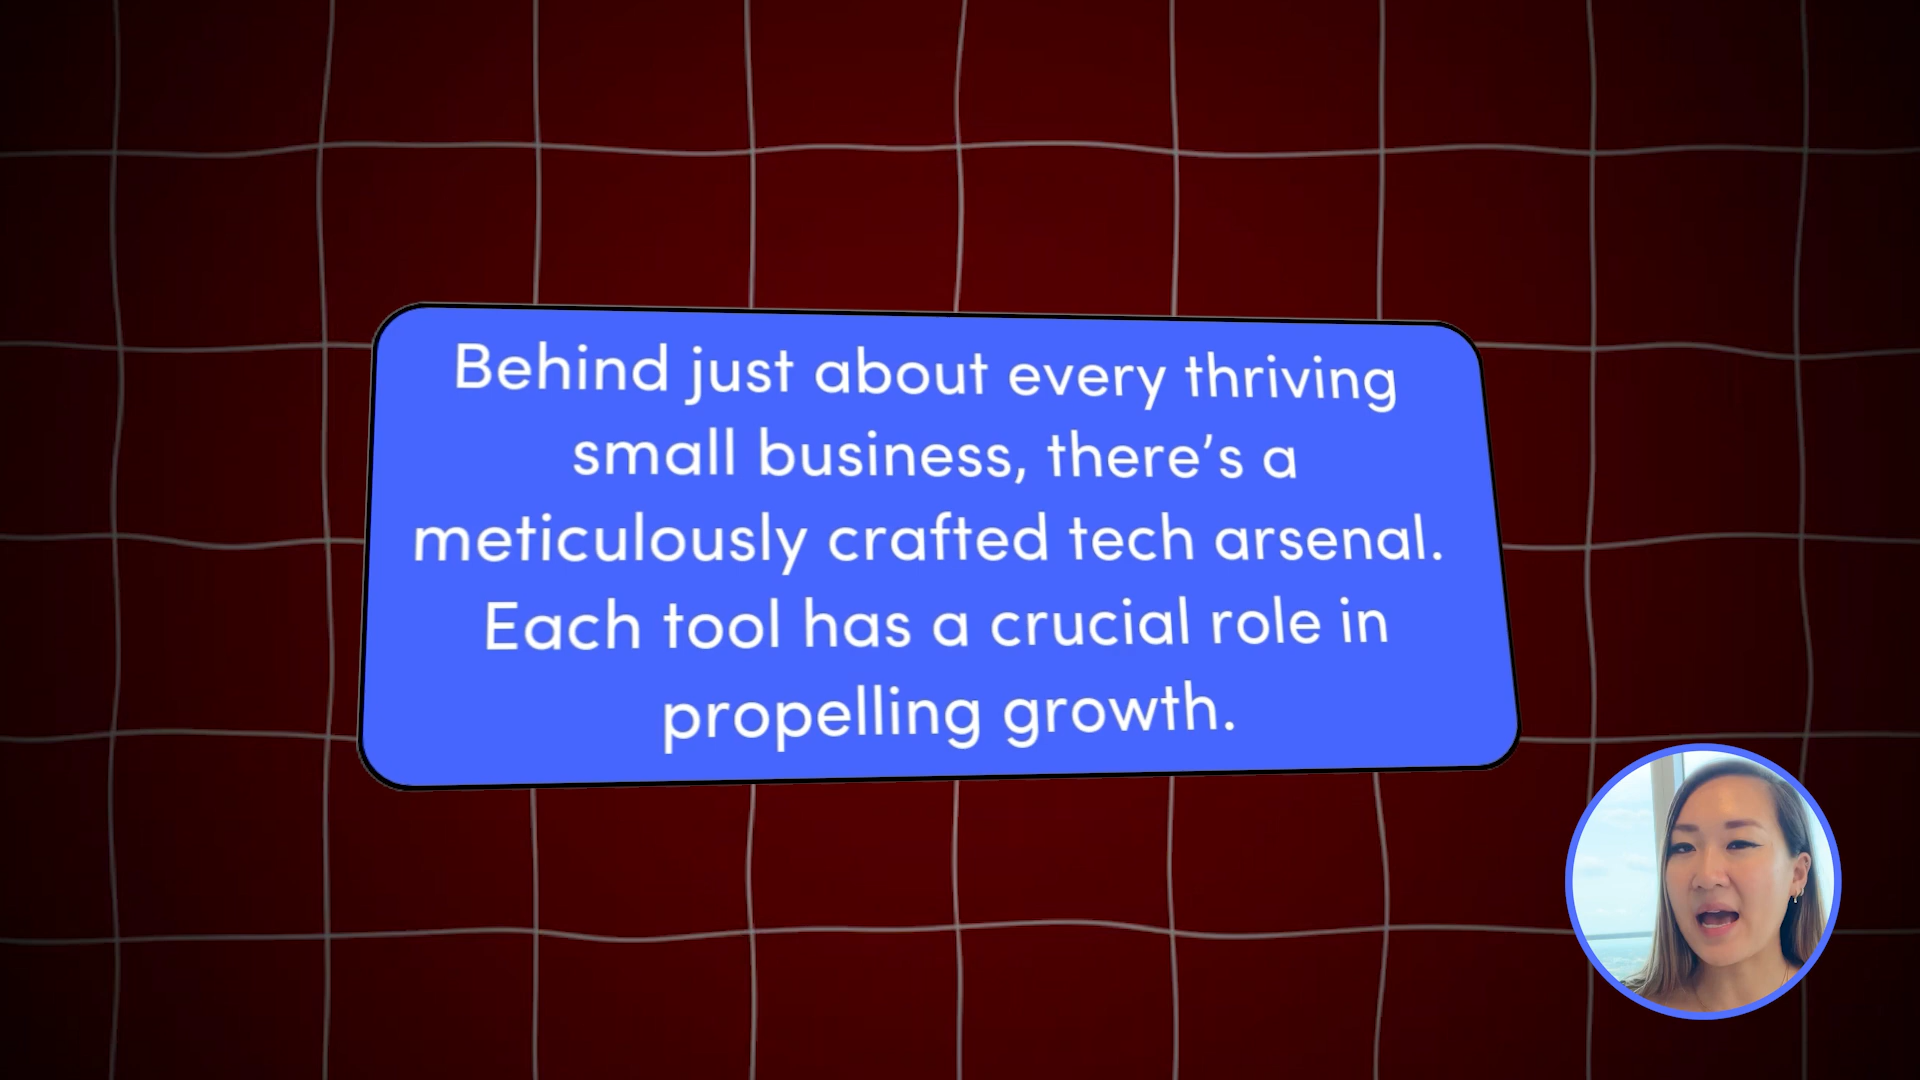 Behind just about every thriving
small business, there’s a
meticulously crafted tech arsenal.
Each tool has a crucial role in
propelling growth.